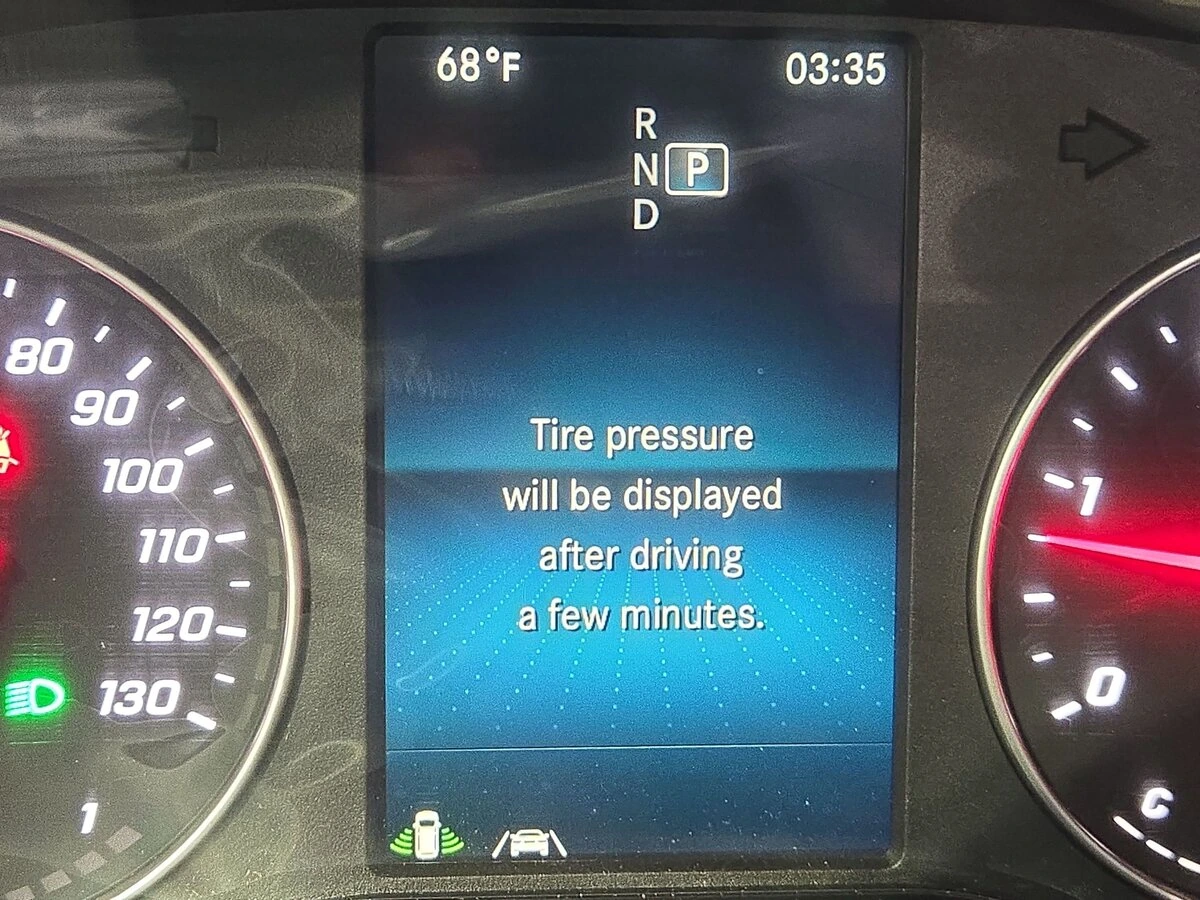 68°F 03:35
R
N P
D
Tire pressure
will be displayed
after driving
a few minutes.
80
90
100
110
120
130
1
1
0
C